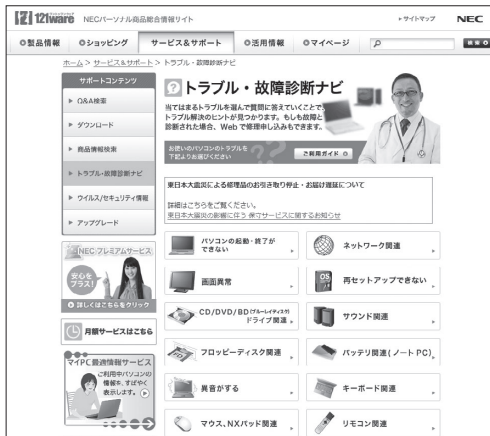 121ware NECパーソナル商品総合情報サイト
サイトマップ
NEC
製品情報
ショッピング
サービス&サポート
活用情報
マイページ
検索
ホーム > サービス&サポート > トラブル・故障診断ナビ
サポートコンテンツ
Q&A検索
ダウンロード
商品情報検索
トラブル・故障診断ナビ
ウイルス/セキュリティ情報
アップグレード
NECプレミアムサービス
安心を
プラス!
詳しくはこちらをクリック
月額サービスはこちら
マイPC最適情報サービス
ご利用中パソコンの
情報を、すばやく
表示します。
トラブル・故障診断ナビ
当てはまるトラブルを選んで質問に答えていくことで、
トラブル解決のヒントが見つかります。もしも故障と
診断された場合、Webで修理申し込みもできます。
お使いのパソコンのトラブルを
下記よりお選びください
ご利用ガイド
東日本大震災による修理品のお引き取り停止・お届け遅延について
詳細はこちらをご覧ください。
東日本大震災の影響に伴う 保守サービスに関するお知らせ
パソコンの起動・終了が
できない
ネットワーク関連
画面異常
OS
再セットアップできない
CD/DVD/BD(ブルーレイディスク)
ドライブ関連
サウンド関連
フロッピーディスク関連
バッテリ関連(ノートPC)
異音がする
キーボード関連
マウス、NXパッド関連
リモコン関連